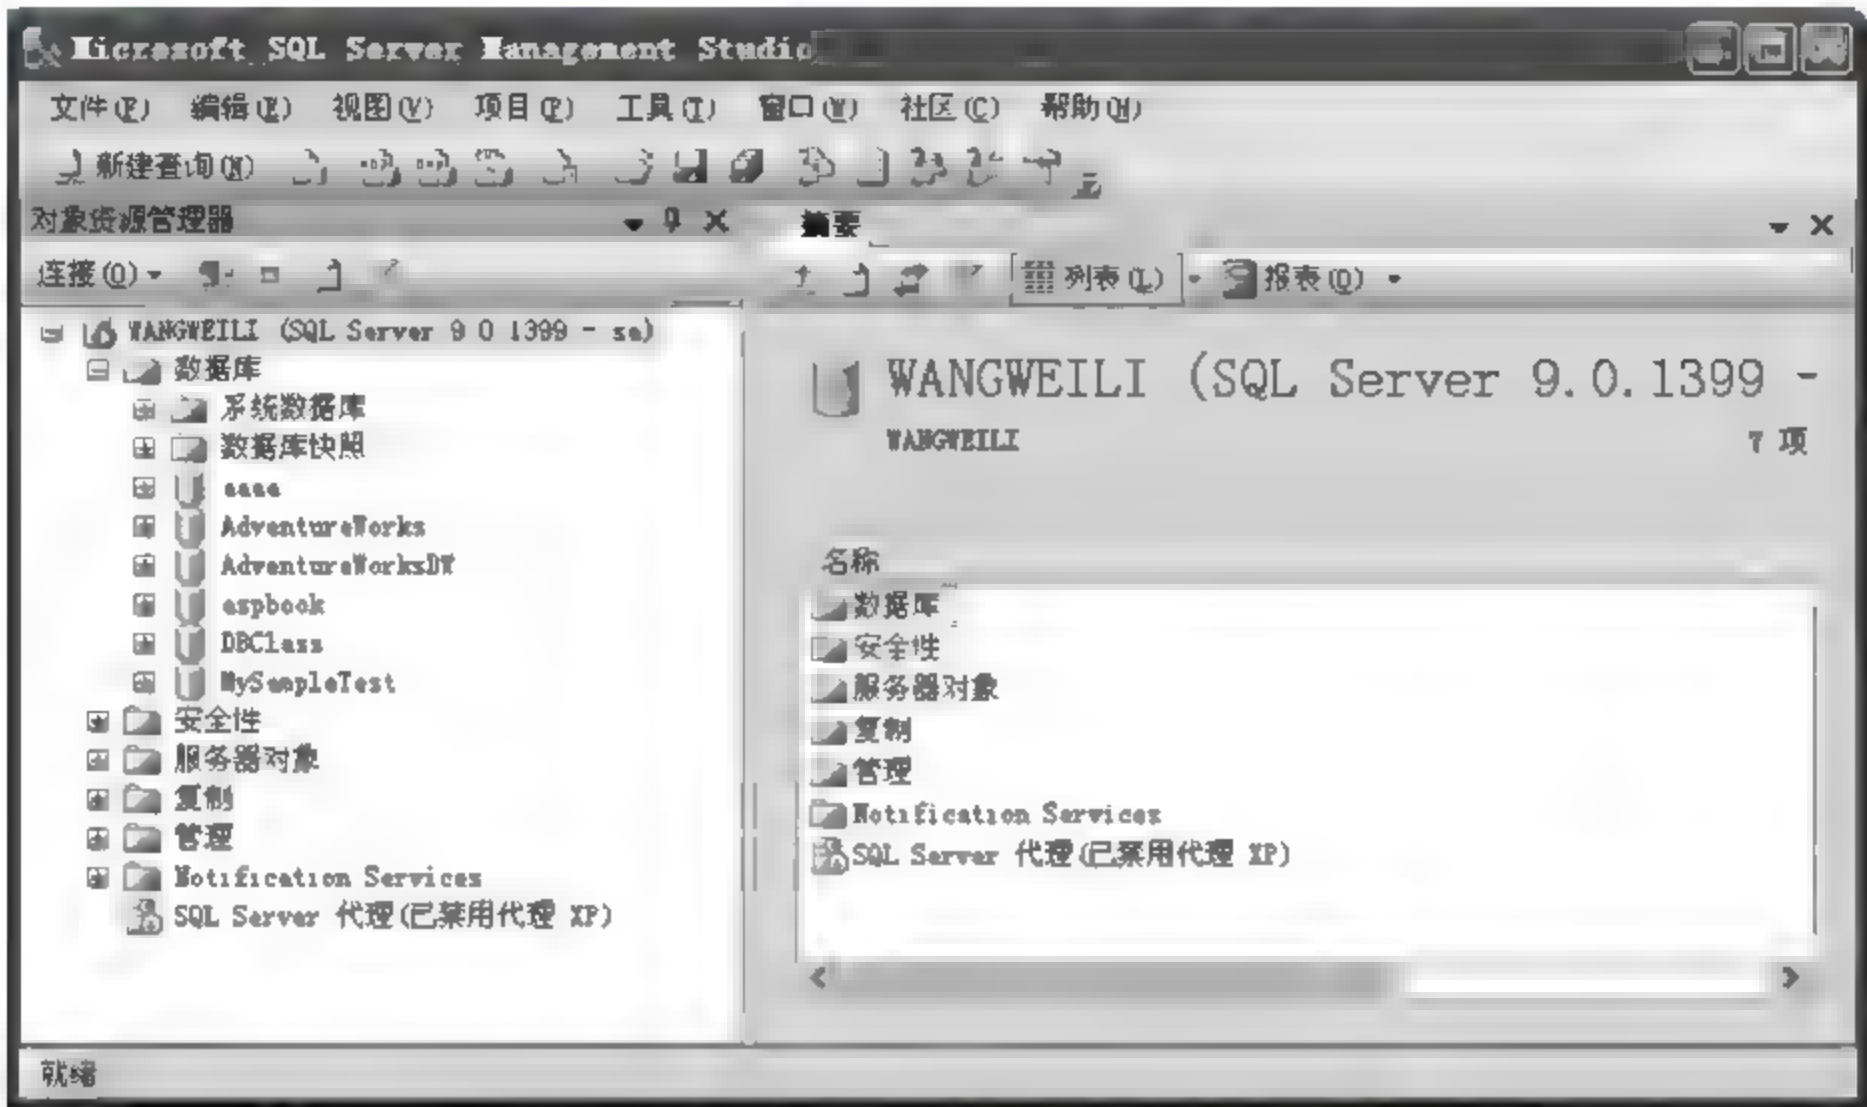 Microsoft SQL Server Management Studio
文件(F) 编辑(E) 视图(V) 项目(P) 工具(T) 窗口(W) 社区(C) 帮助(H)
新建查询(N)
对象资源管理器
摘要
连接(O)
列表(L) 报表(O)
WANGWEILI (SQL Server 9.0.1399 - sa)
数据库
系统数据库
数据库快照
aaaa
AdventureWorks
AdventureWorksDW
aspbook
DBClass
MySampleTest
安全性
服务器对象
复制
管理
Notification Services
SQL Server 代理(已禁用代理 XP)
WANGWEILI (SQL Server 9.0.1399 -
WANGWEILI
7 项
名称
数据库
安全性
服务器对象
复制
管理
Notification Services
SQL Server 代理(已禁用代理 XP)
就绪